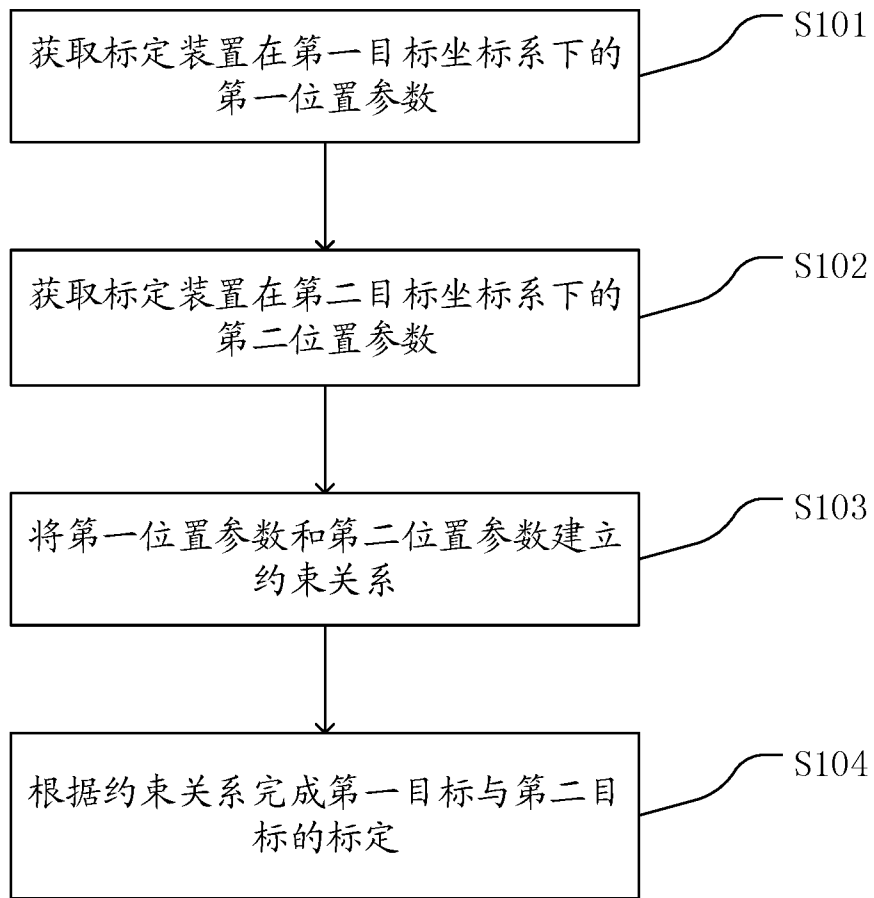 获取标定装置在第一目标坐标系下的
第一位置参数
S101
获取标定装置在第二目标坐标系下的
第二位置参数
S102
将第一位置参数和第二位置参数建立
约束关系
S103
根据约束关系完成第一目标与第二目
标的标定
S104